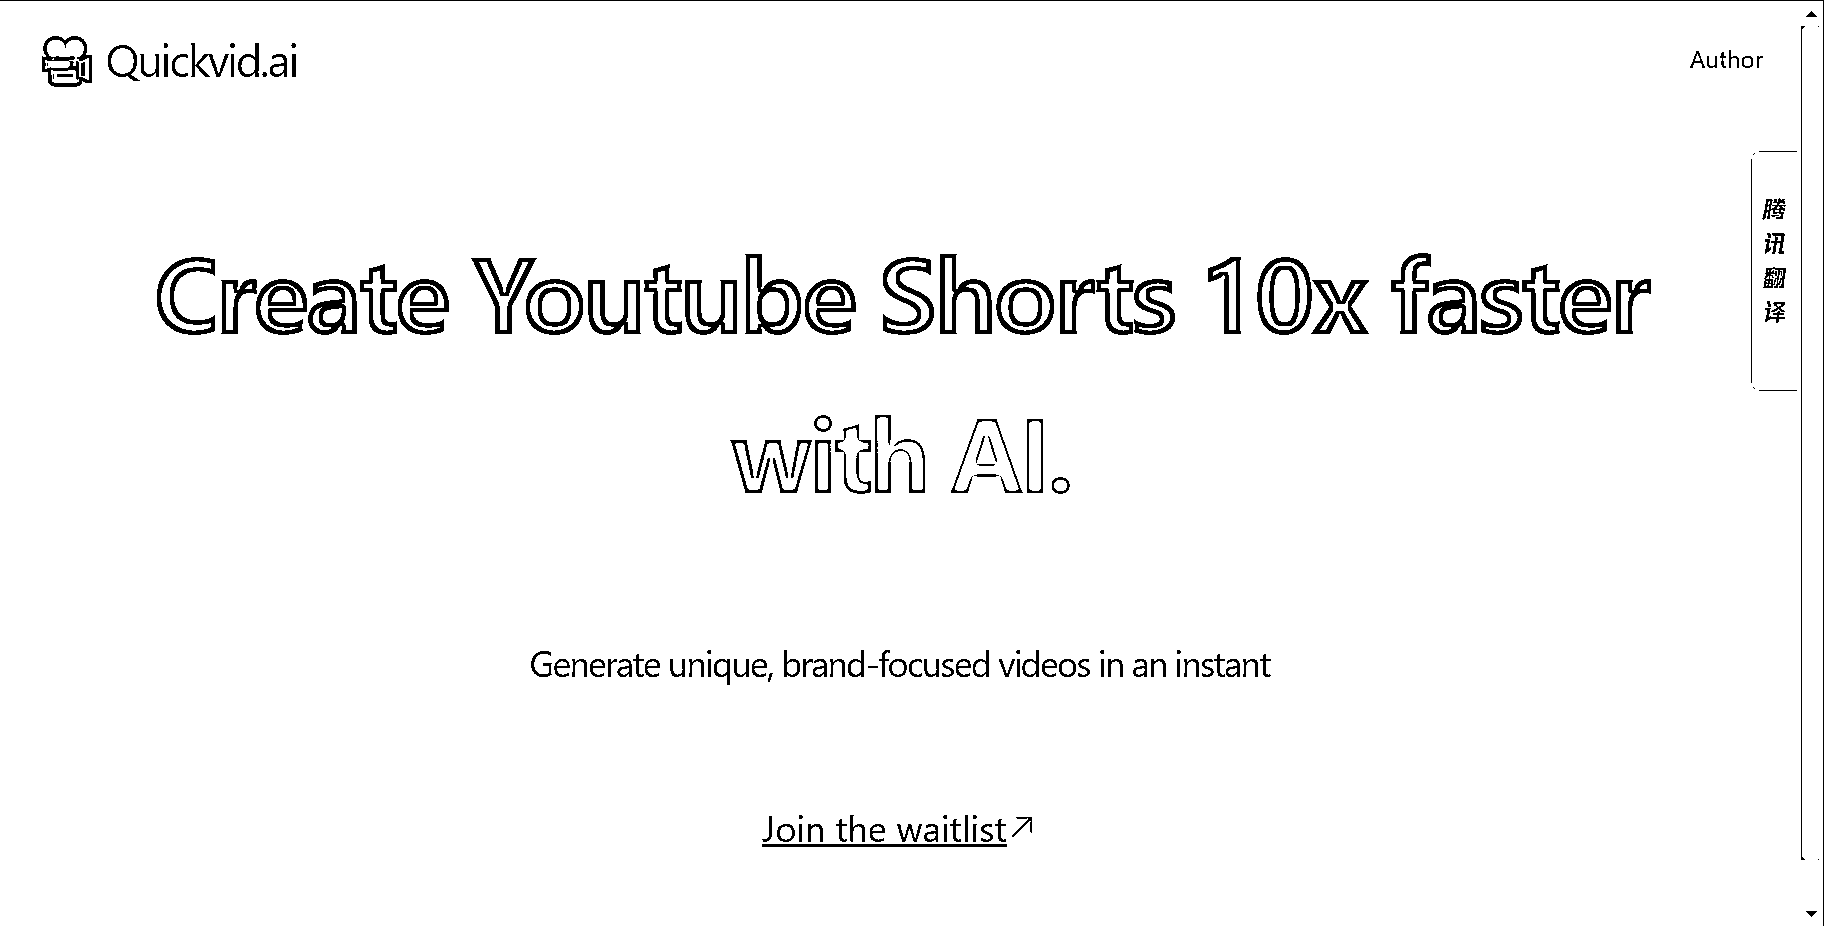 Quickvid.ai
Author
腾讯翻译
Create Youtube Shorts 10x faster
with AI.
Generate unique, brand-focused videos in an instant
Join the waitlist